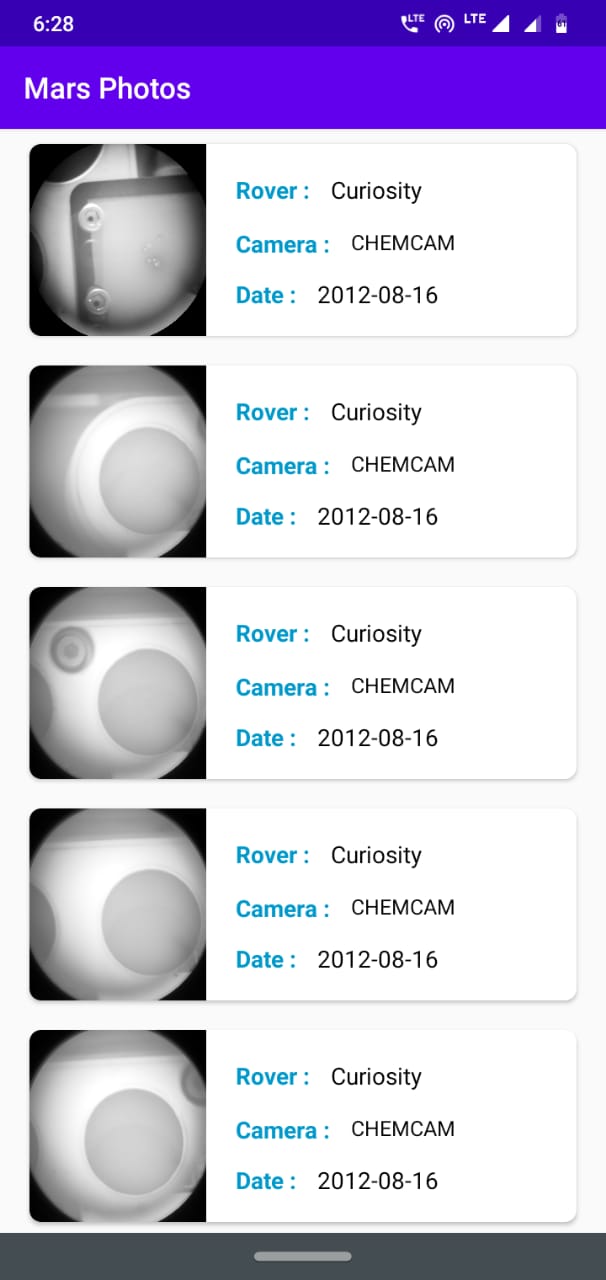 6:28 LTE LTE
Mars Photos
Rover : Curiosity
Camera : CHEMCAM
Date : 2012-08-16
Rover : Curiosity
Camera : CHEMCAM
Date : 2012-08-16
Rover : Curiosity
Camera : CHEMCAM
Date : 2012-08-16
Rover : Curiosity
Camera : CHEMCAM
Date : 2012-08-16
Rover : Curiosity
Camera : CHEMCAM
Date : 2012-08-16